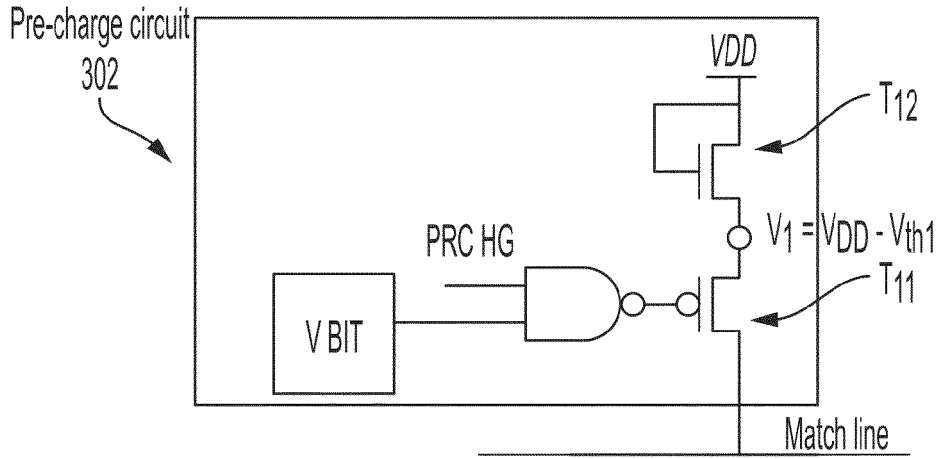 Pre-charge circuit
302
VDD
T12
V1 = VDD - Vth1
PRC HG
T11
V BIT
Match line